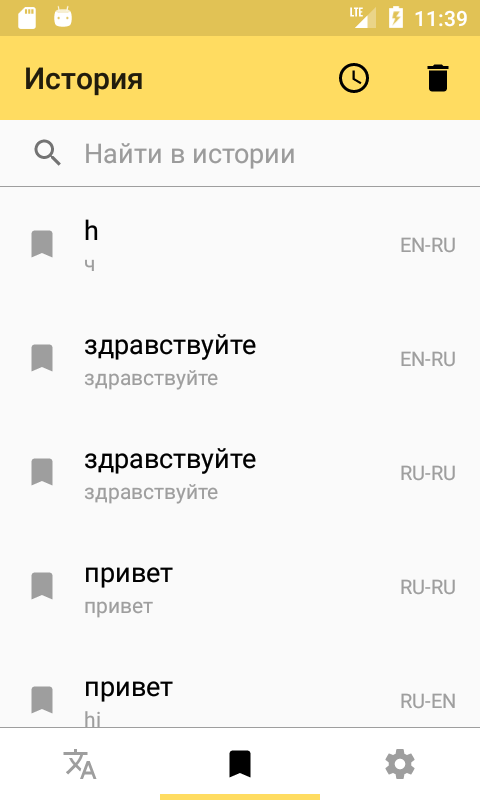 LTE 11:39
История
Найти в истории
h
ч
EN-RU
здравствуйте
здравствуйте
EN-RU
здравствуйте
здравствуйте
RU-RU
привет
привет
RU-RU
привет
hi
RU-EN